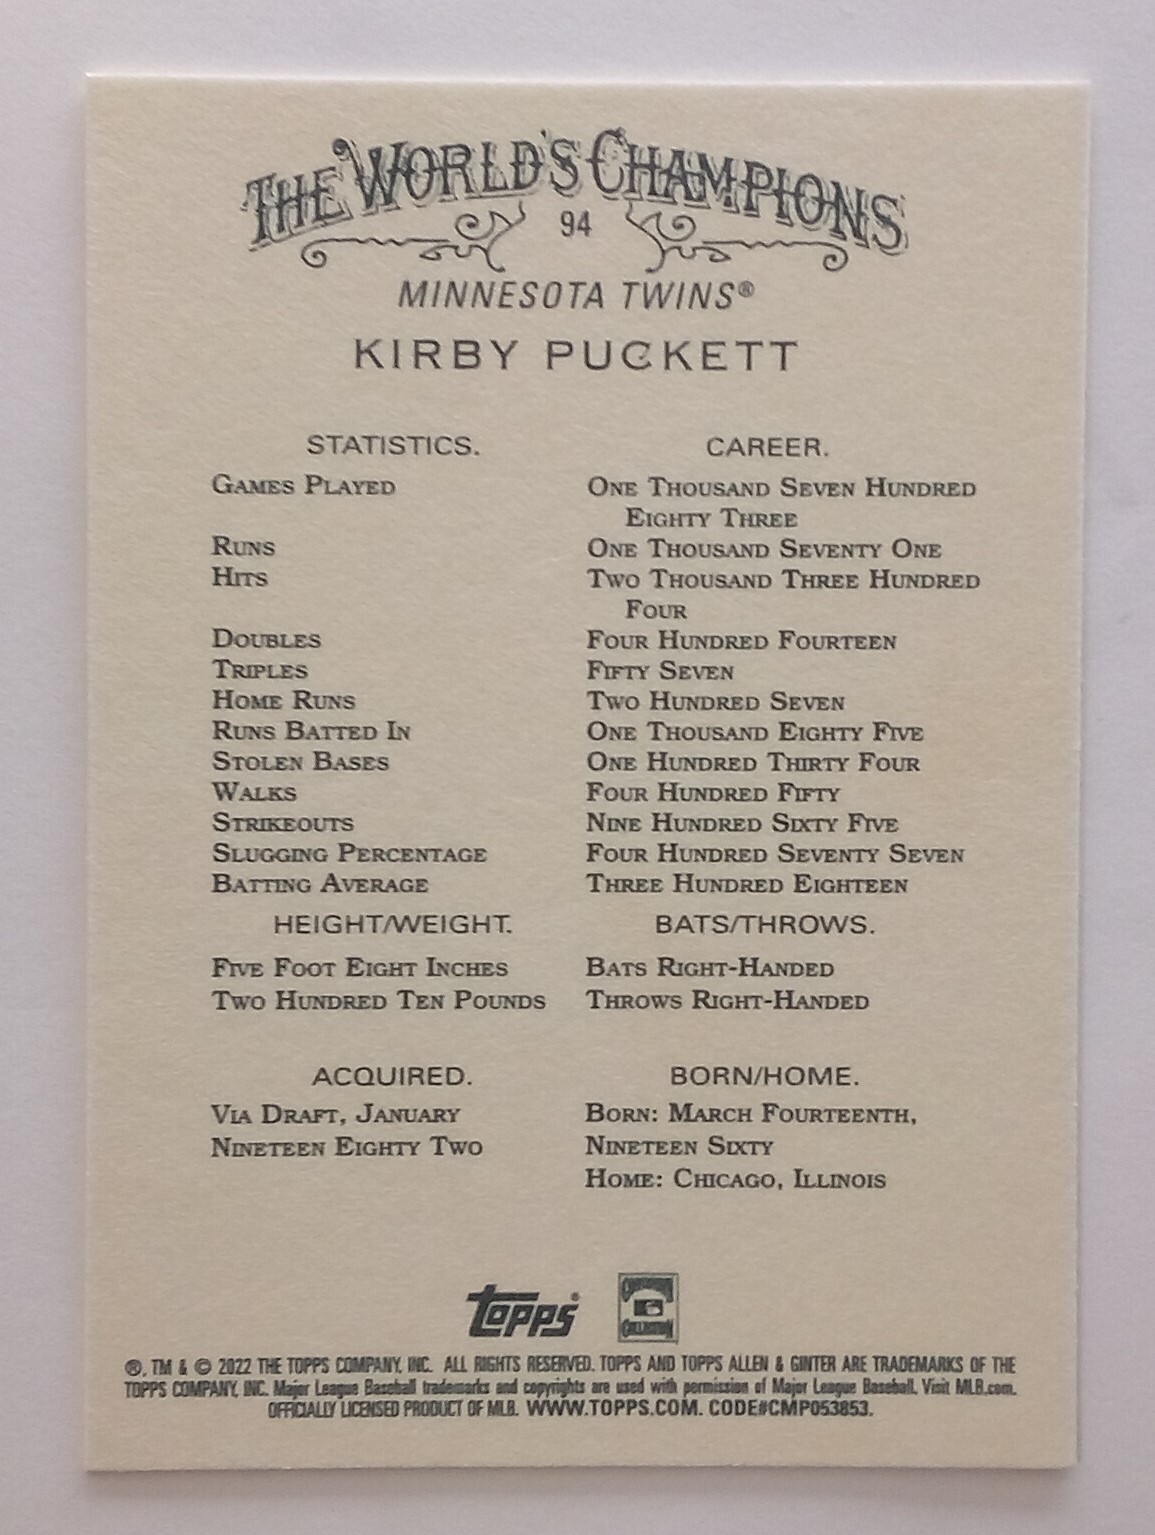 THE WORLD'S CHAMPIONS
94
MINNESOTA TWINS®
KIRBY PUCKETT
STATISTICS. CAREER.
GAMES PLAYED ONE THOUSAND SEVEN HUNDRED
EIGHTY THREE
RUNS ONE THOUSAND SEVENTY ONE
HITS TWO THOUSAND THREE HUNDRED
FOUR
DOUBLES FOUR HUNDRED FOURTEEN
TRIPLES FIFTY SEVEN
HOME RUNS TWO HUNDRED SEVEN
RUNS BATTED IN ONE THOUSAND EIGHTY FIVE
STOLEN BASES ONE HUNDRED THIRTY FOUR
WALKS FOUR HUNDRED FIFTY
STRIKEOUTS NINE HUNDRED SIXTY FIVE
SLUGGING PERCENTAGE FOUR HUNDRED SEVENTY SEVEN
BATTING AVERAGE THREE HUNDRED EIGHTEEN
HEIGHT/WEIGHT. BATS/THROWS.
FIVE FOOT EIGHT INCHES BATS RIGHT-HANDED
TWO HUNDRED TEN POUNDS THROWS RIGHT-HANDED
ACQUIRED. BORN/HOME.
VIA DRAFT, JANUARY BORN: MARCH FOURTEENTH,
NINETEEN EIGHTY TWO NINETEEN SIXTY
HOME: CHICAGO, ILLINOIS
topps®
COOPERSTOWN
COLLECTION
®, TM & © 2022 THE TOPPS COMPANY, INC. ALL RIGHTS RESERVED. TOPPS AND TOPPS ALLEN & GINTER ARE TRADEMARKS OF THE
TOPPS COMPANY, INC. Major League Baseball trademarks and copyrights are used with permission of Major League Baseball. Visit MLB.com.
OFFICIALLY LICENSED PRODUCT OF MLB. WWW.TOPPS.COM. CODE#CMP053853.